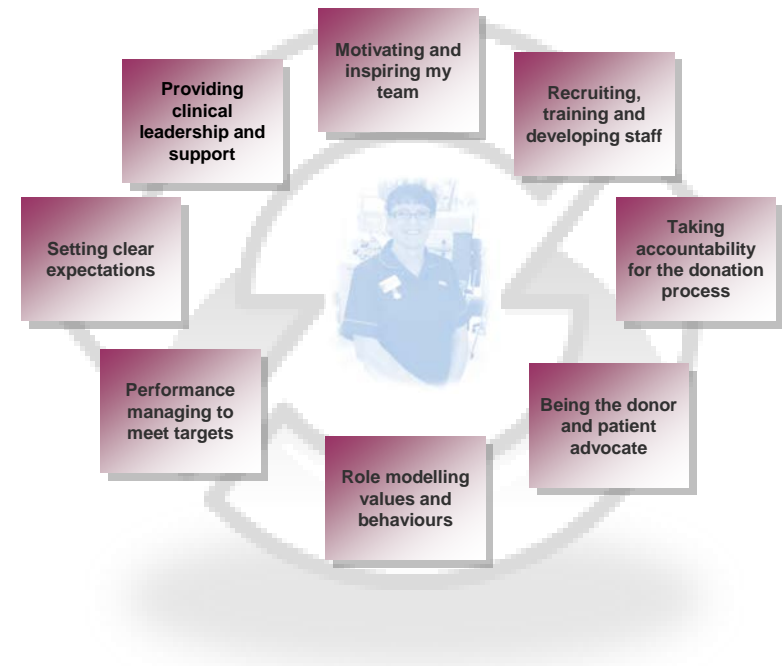 Motivating and
inspiring my
team
Recruiting,
training and
developing staff
Taking
accountability
for the donation
process
Being the donor
and patient
advocate
Role modelling
values and
behaviours
Performance
managing to
meet targets
Setting clear
expectations
Providing
clinical
leadership and
support